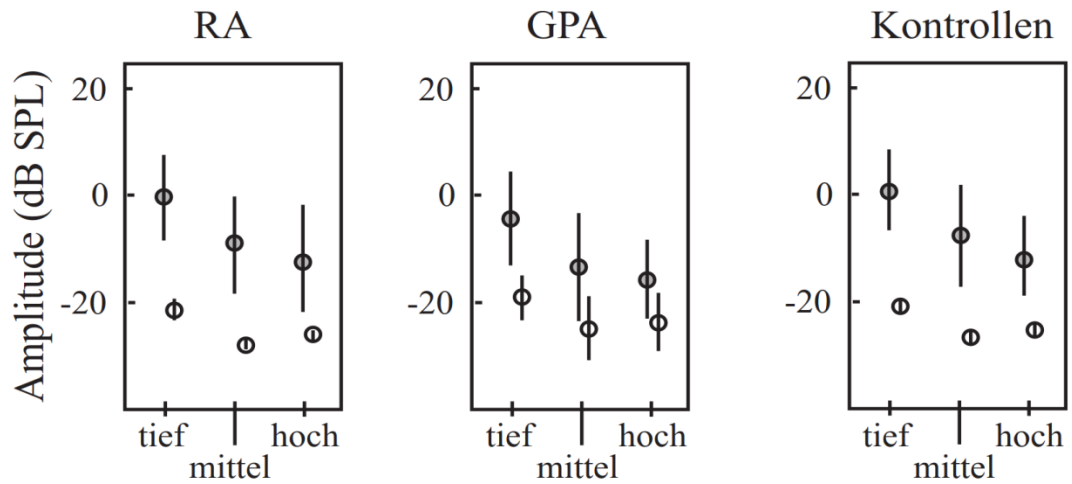 RA
GPA
Kontrollen
Amplitude (dB SPL)
20
0
-20
tief
hoch
mittel
20
0
-20
tief
hoch
mittel
20
0
-20
tief
hoch
mittel